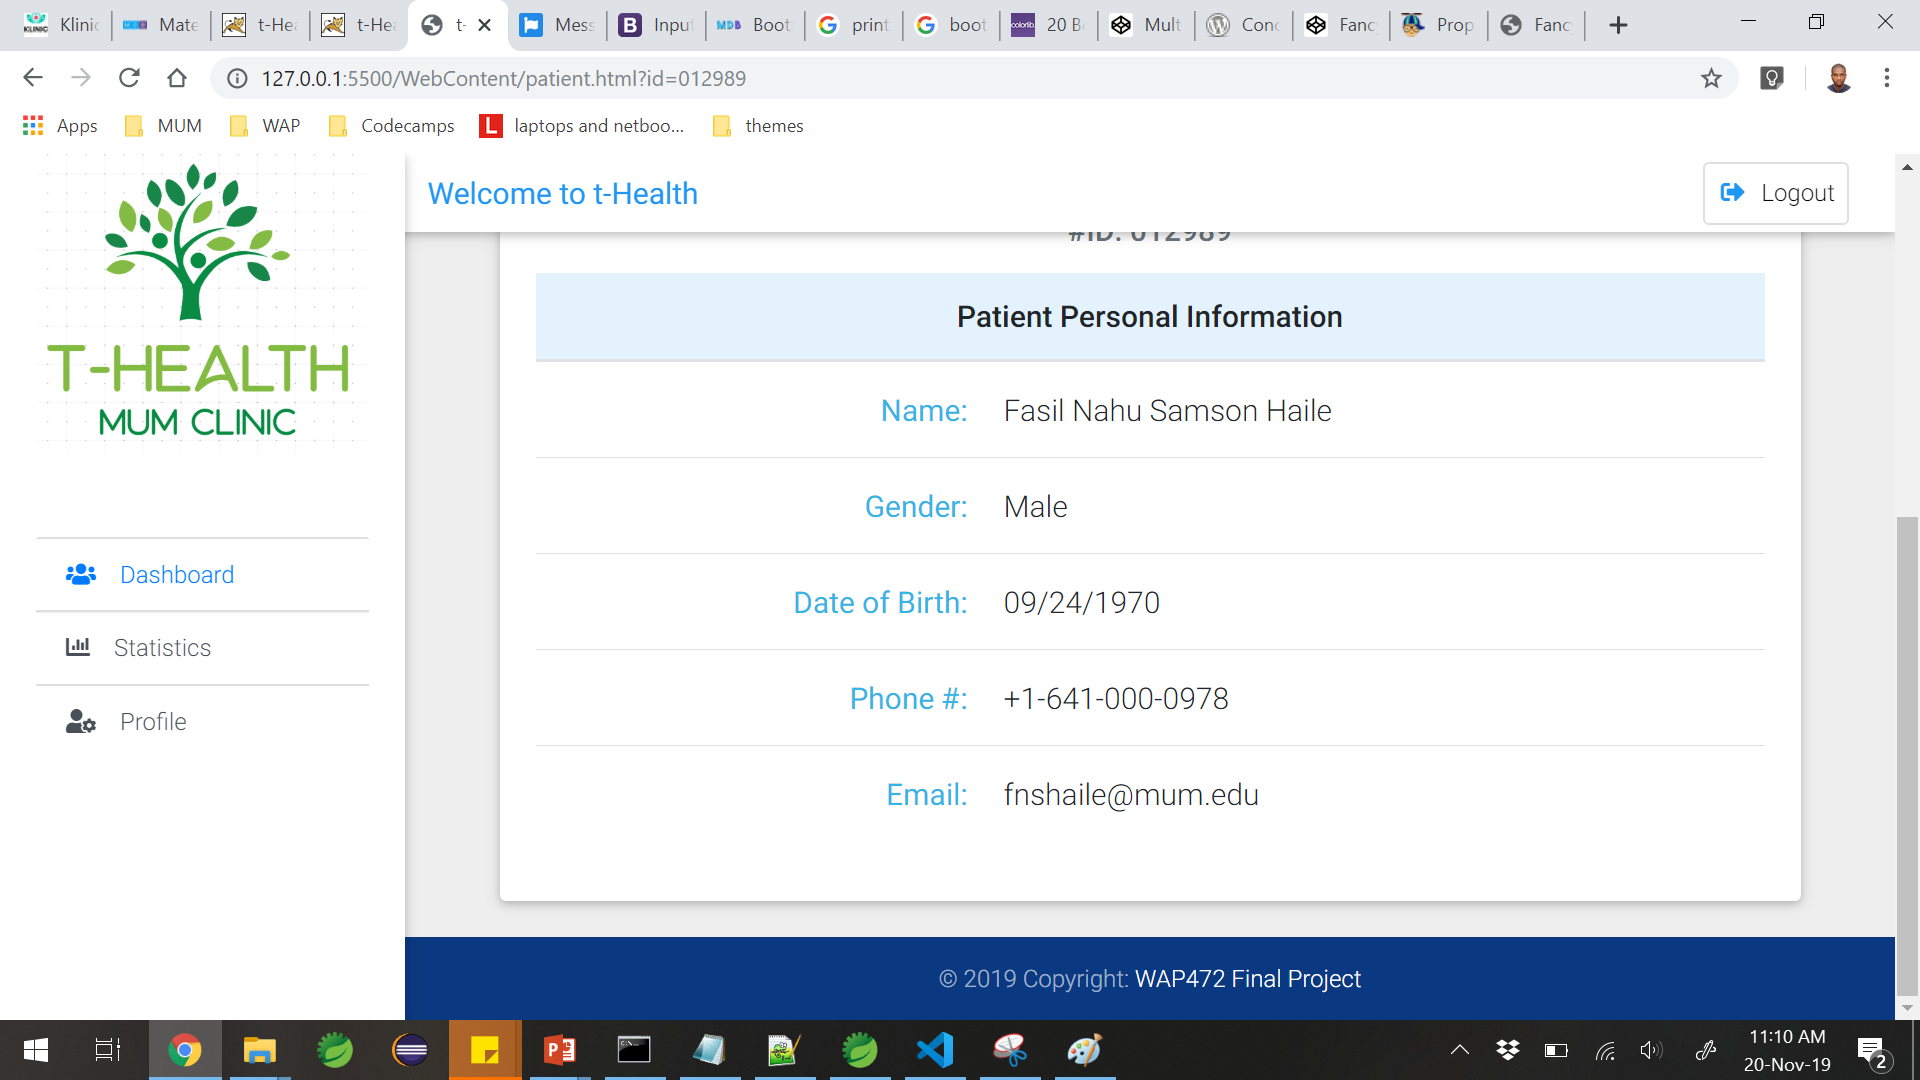 Klinic
Mate
t-Hea
t-Hea
t-
Mess
Input
MDB Boot
print
boot
colorlib 20 B
Mult
Conc
Fanc
Prop
Fanc
127.0.0.1:5500/WebContent/patient.html?id=012989
Apps MUM WAP Codecamps L laptops and netboo... themes
Welcome to t-Health
Logout
#ID: 012989
T-HEALTH
MUM CLINIC
Dashboard
Statistics
Profile
Patient Personal Information
Name: Fasil Nahu Samson Haile
Gender: Male
Date of Birth: 09/24/1970
Phone #: +1-641-000-0978
Email: fnshaile@mum.edu
© 2019 Copyright: WAP472 Final Project
11:10 AM
20-Nov-19
2